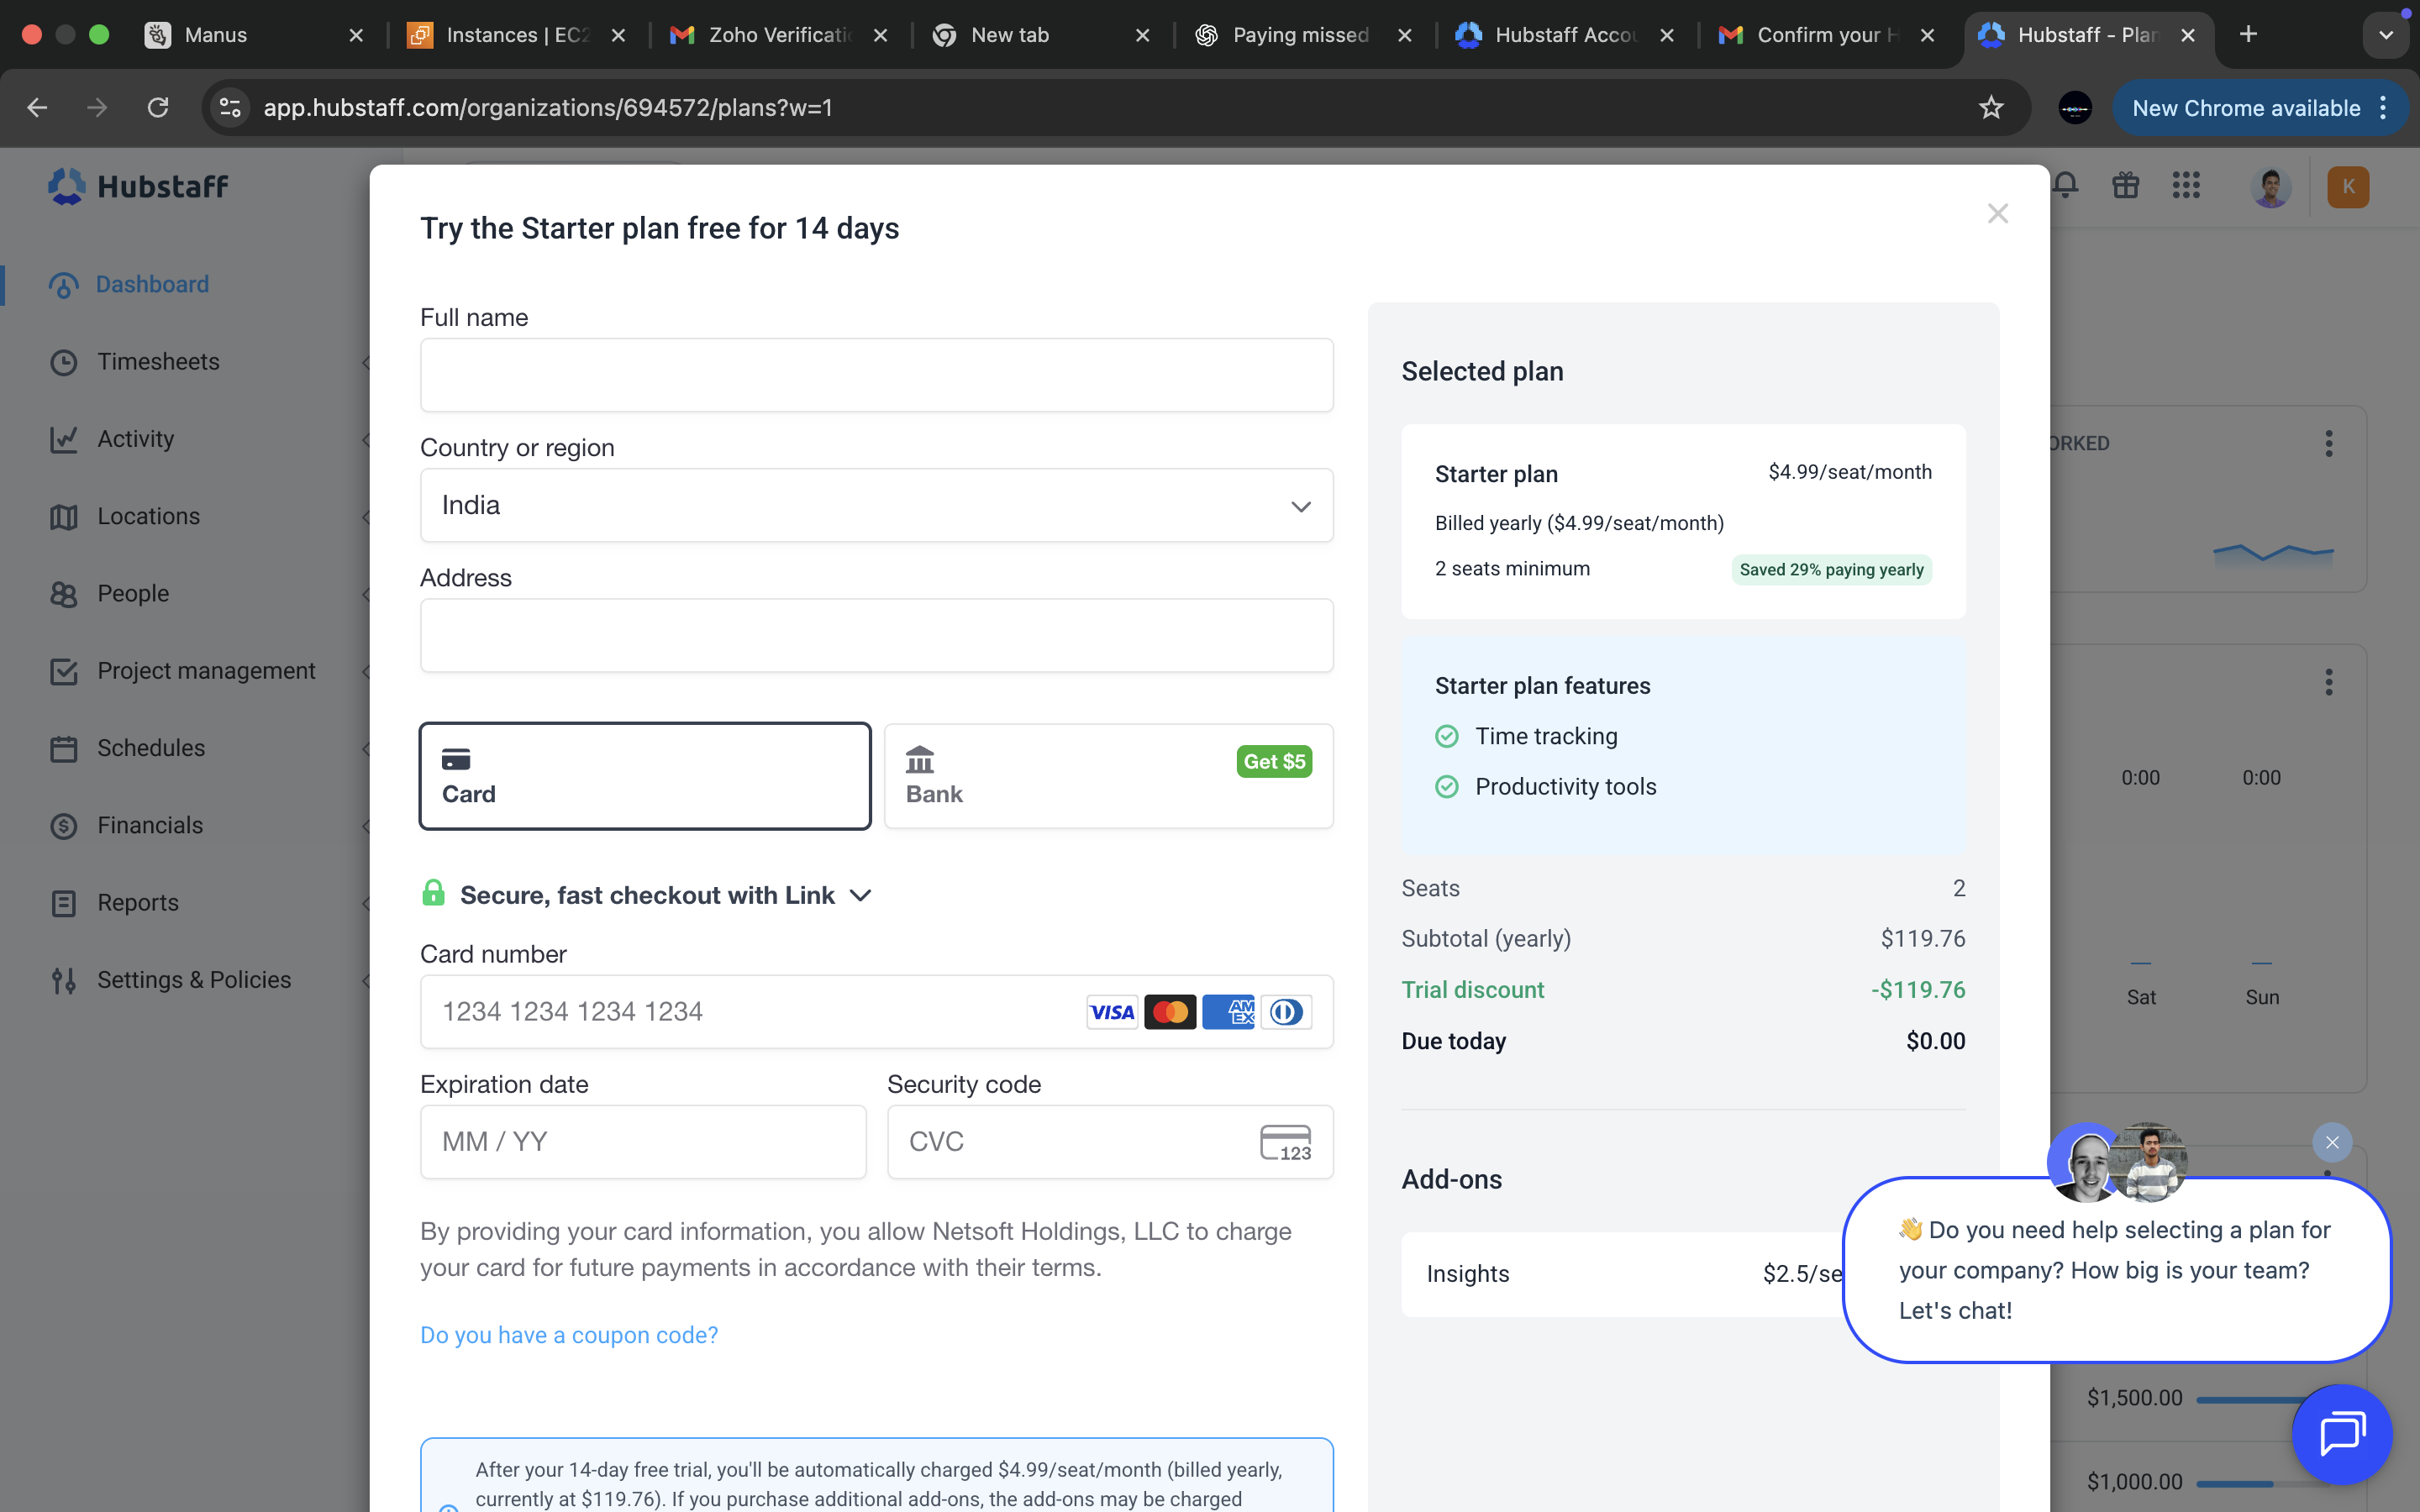 Manus
Instances | EC2
Zoho Verificatio
New tab
Paying missed
Hubstaff Accou
Confirm your H
Hubstaff - Plan
app.hubstaff.com/organizations/694572/plans?w=1
New Chrome available
Hubstaff
K
Dashboard
Timesheets
Activity
Locations
People
Project management
Schedules
Financials
Reports
Settings & Policies
Try the Starter plan free for 14 days
Full name
Country or region
India
Address
Card
Bank
Get $5
Secure, fast checkout with Link
Card number
1234 1234 1234 1234
VISA
AM
EX
Expiration date
Security code
MM / YY
CVC
123
By providing your card information, you allow Netsoft Holdings, LLC to charge
your card for future payments in accordance with their terms.
Do you have a coupon code?
After your 14-day free trial, you'll be automatically charged $4.99/seat/month (billed yearly,
currently at $119.76). If you purchase additional add-ons, the add-ons may be charged
Selected plan
Starter plan
$4.99/seat/month
Billed yearly ($4.99/seat/month)
2 seats minimum
Saved 29% paying yearly
Starter plan features
Time tracking
Productivity tools
Seats
2
Subtotal (yearly)
$119.76
Trial discount
-$119.76
Due today
$0.00
Add-ons
Insights
$2.5/se
ORKED
0:00
0:00
Sat
Sun
👋 Do you need help selecting a plan for
your company? How big is your team?
Let's chat!
$1,500.00
$1,000.00